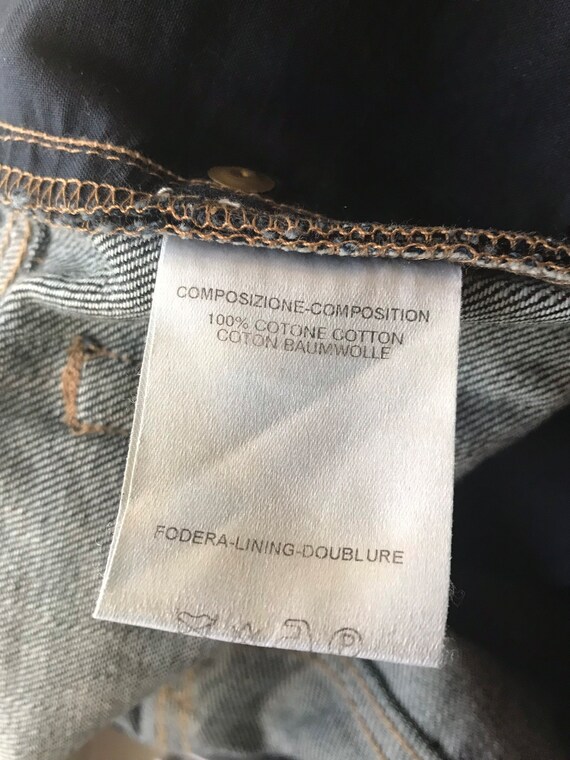 COMPOSIZIONE-COMPOSITION
100% COTONE COTTON
COTON BAUMWOLLE
FODERA-LINING-DOUBLURE